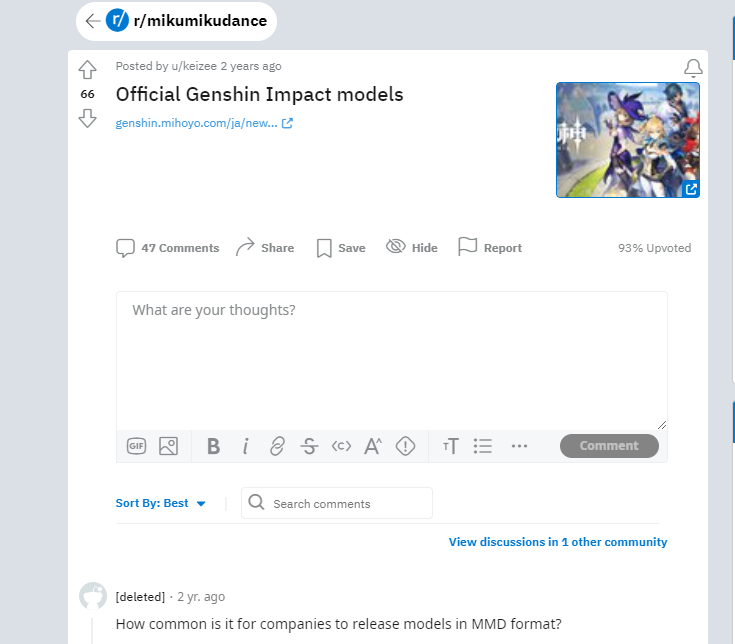 r/ r/mikumikudance
Posted by u/keizee 2 years ago
66
Official Genshin Impact models
genshin.mihoyo.com/ja/new...
神
47 Comments Share Save Hide Report 93% Upvoted
What are your thoughts?
GIF B i S <c> A^ ! TT ... Comment
Sort By: Best Search comments
View discussions in 1 other community
[deleted] · 2 yr. ago
How common is it for companies to release models in MMD format?